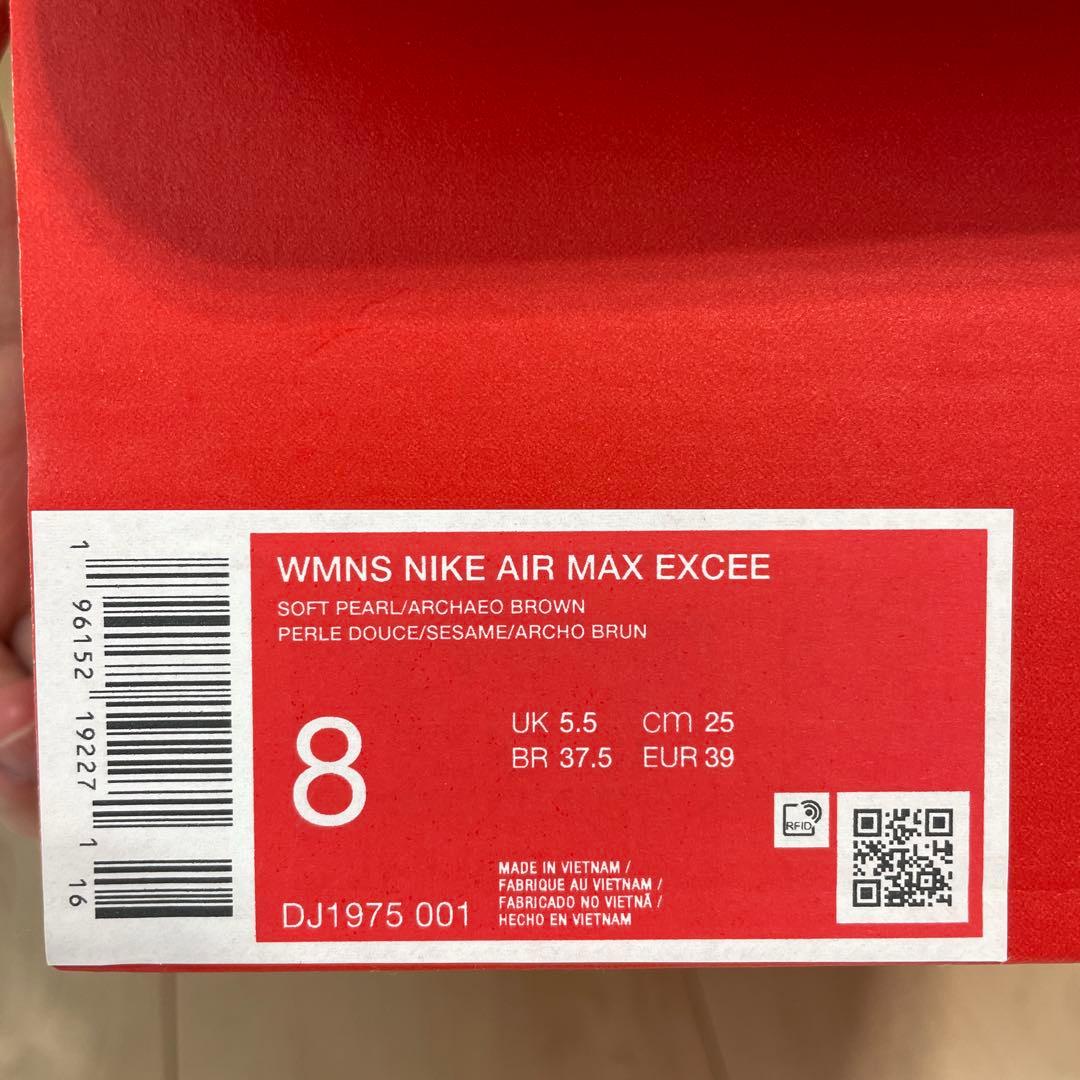 WMNS NIKE AIR MAX EXCEE
SOFT PEARL/ARCHAEO BROWN
PERLE DOUCE/SESAME/ARCHO BRUN
8
UK 5.5 cm 25
BR 37.5 EUR 39
RFID
MADE IN VIETNAM /
FABRIQUE AU VIETNAM /
FABRICADO NO VIETNÃ /
HECHO EN VIETNAM
DJ1975 001
1 96152 19227 1 16